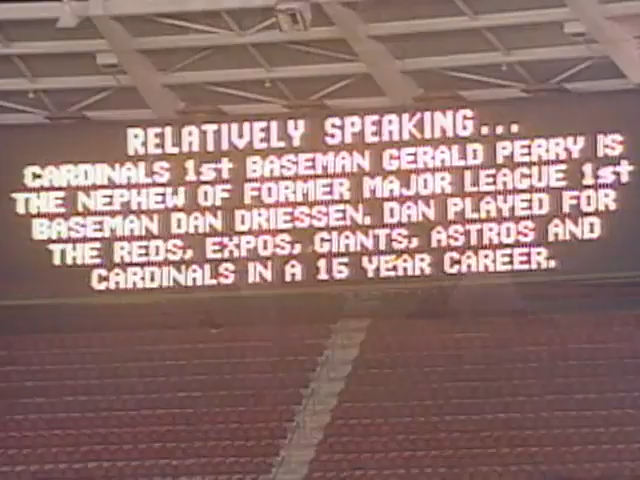 RELATIVELY SPEAKING...
CARDINALS 1st BASEMAN GERALD PERRY IS
THE NEPHEW OF FORMER MAJOR LEAGUE 1st
BASEMAN DAN DRIESSEN. DAN PLAYED FOR
THE REDS, EXPOS, GIANTS, ASTROS AND
CARDINALS IN A 15 YEAR CAREER.